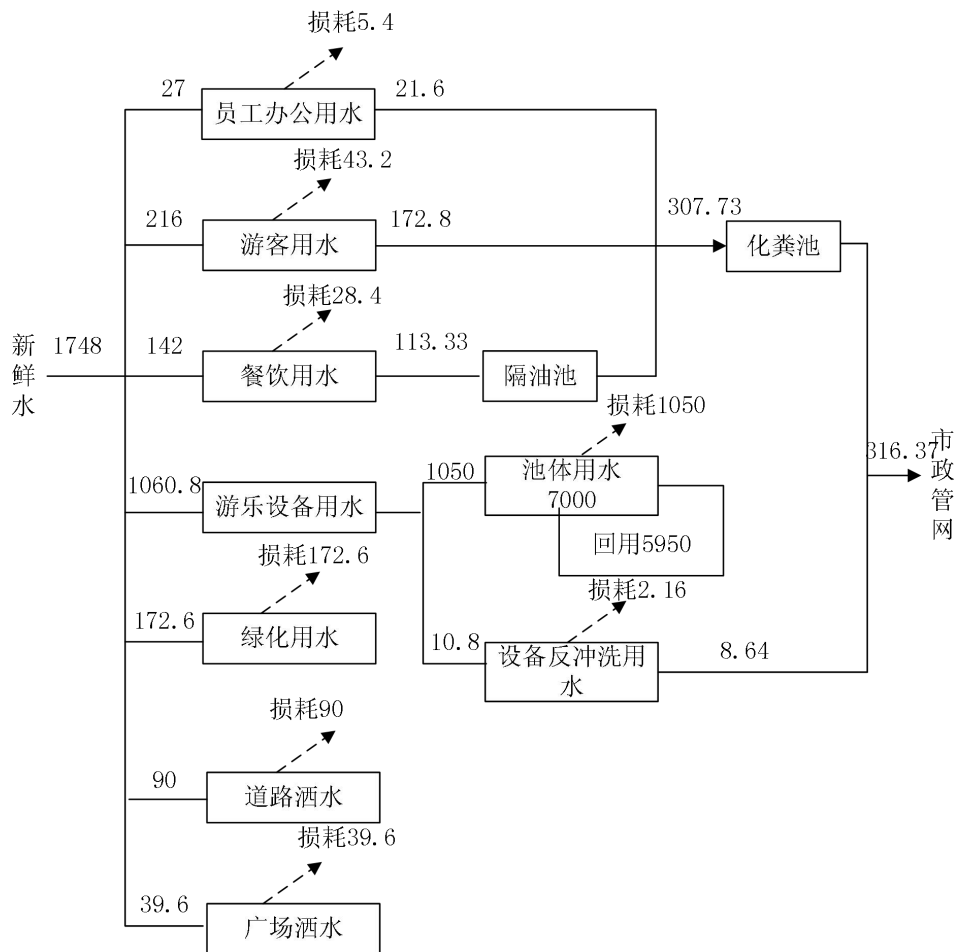 损耗5.4
27
员工办公用水
21.6
损耗43.2
216
游客用水
172.8
307.73
化粪池
损耗28.4
新鲜水
1748
142
餐饮用水
113.33
隔油池
损耗1050
1060.8
游乐设备用水
1050
池体用水
7000
回用5950
316.37
市政管网
损耗172.6
172.6
绿化用水
损耗2.16
10.8
设备反冲洗用
水
8.64
损耗90
90
道路洒水
损耗39.6
39.6
广场洒水